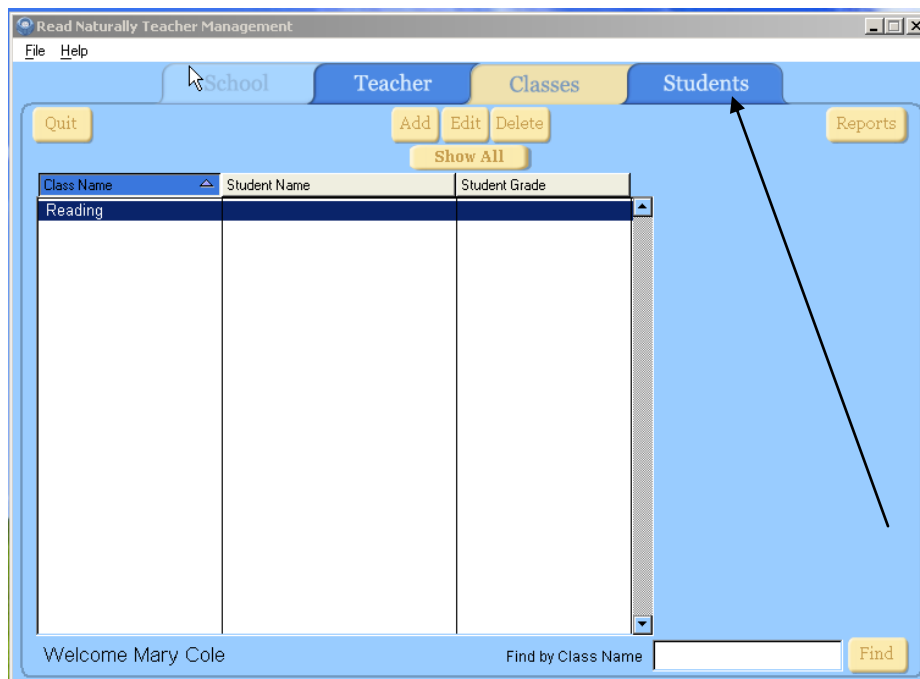 Read Naturally Teacher Management
File Help
School Teacher Classes Students
Quit Add Edit Delete Reports
Show All
Class Name Student Name Student Grade
Reading
Welcome Mary Cole Find by Class Name Find